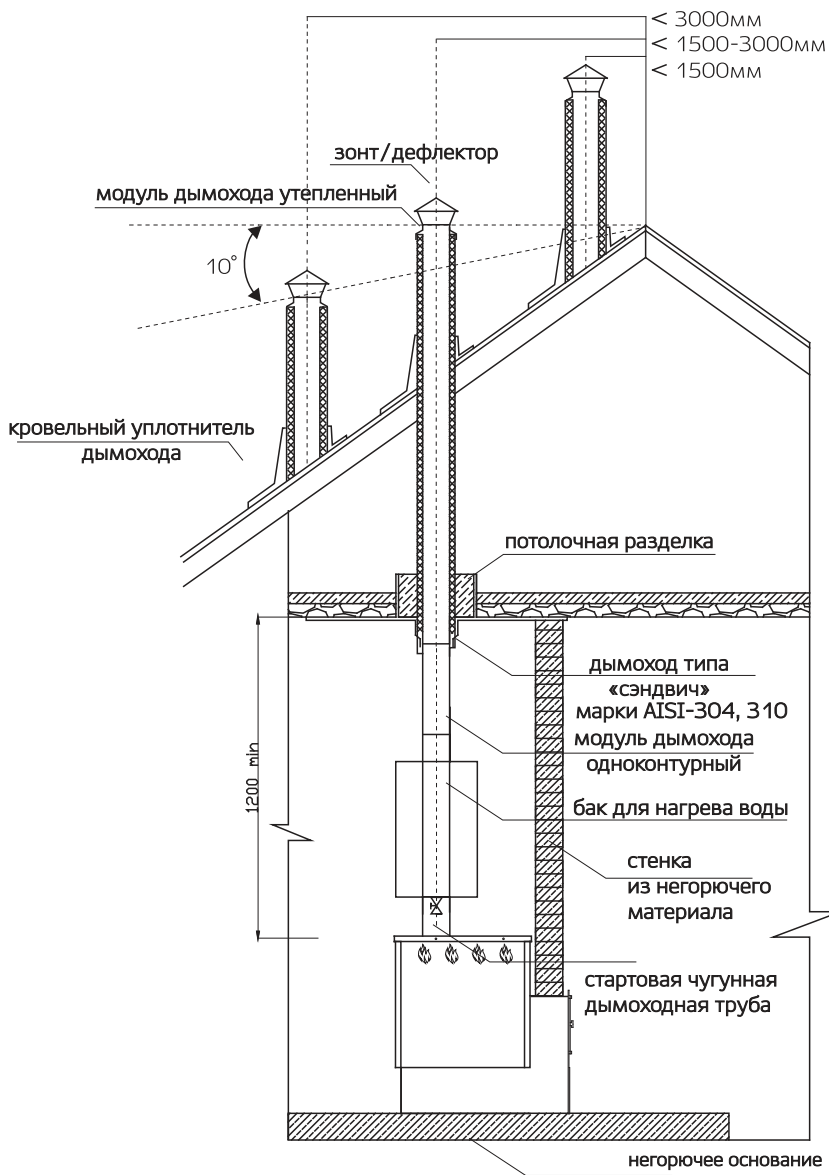 < 3000мм
< 1500-3000мм
< 1500мм
зонт/дефлектор
модуль дымохода утепленный
10°
кровельный уплотнитель
дымохода
потолочная разделка
дымоход типа
«сэндвич»
марки AISI-304, 310
модуль дымохода
одноконтурный
1200 min
бак для нагрева воды
стенка
из негорючего
материала
стартовая чугунная
дымоходная труба
негорючее основание